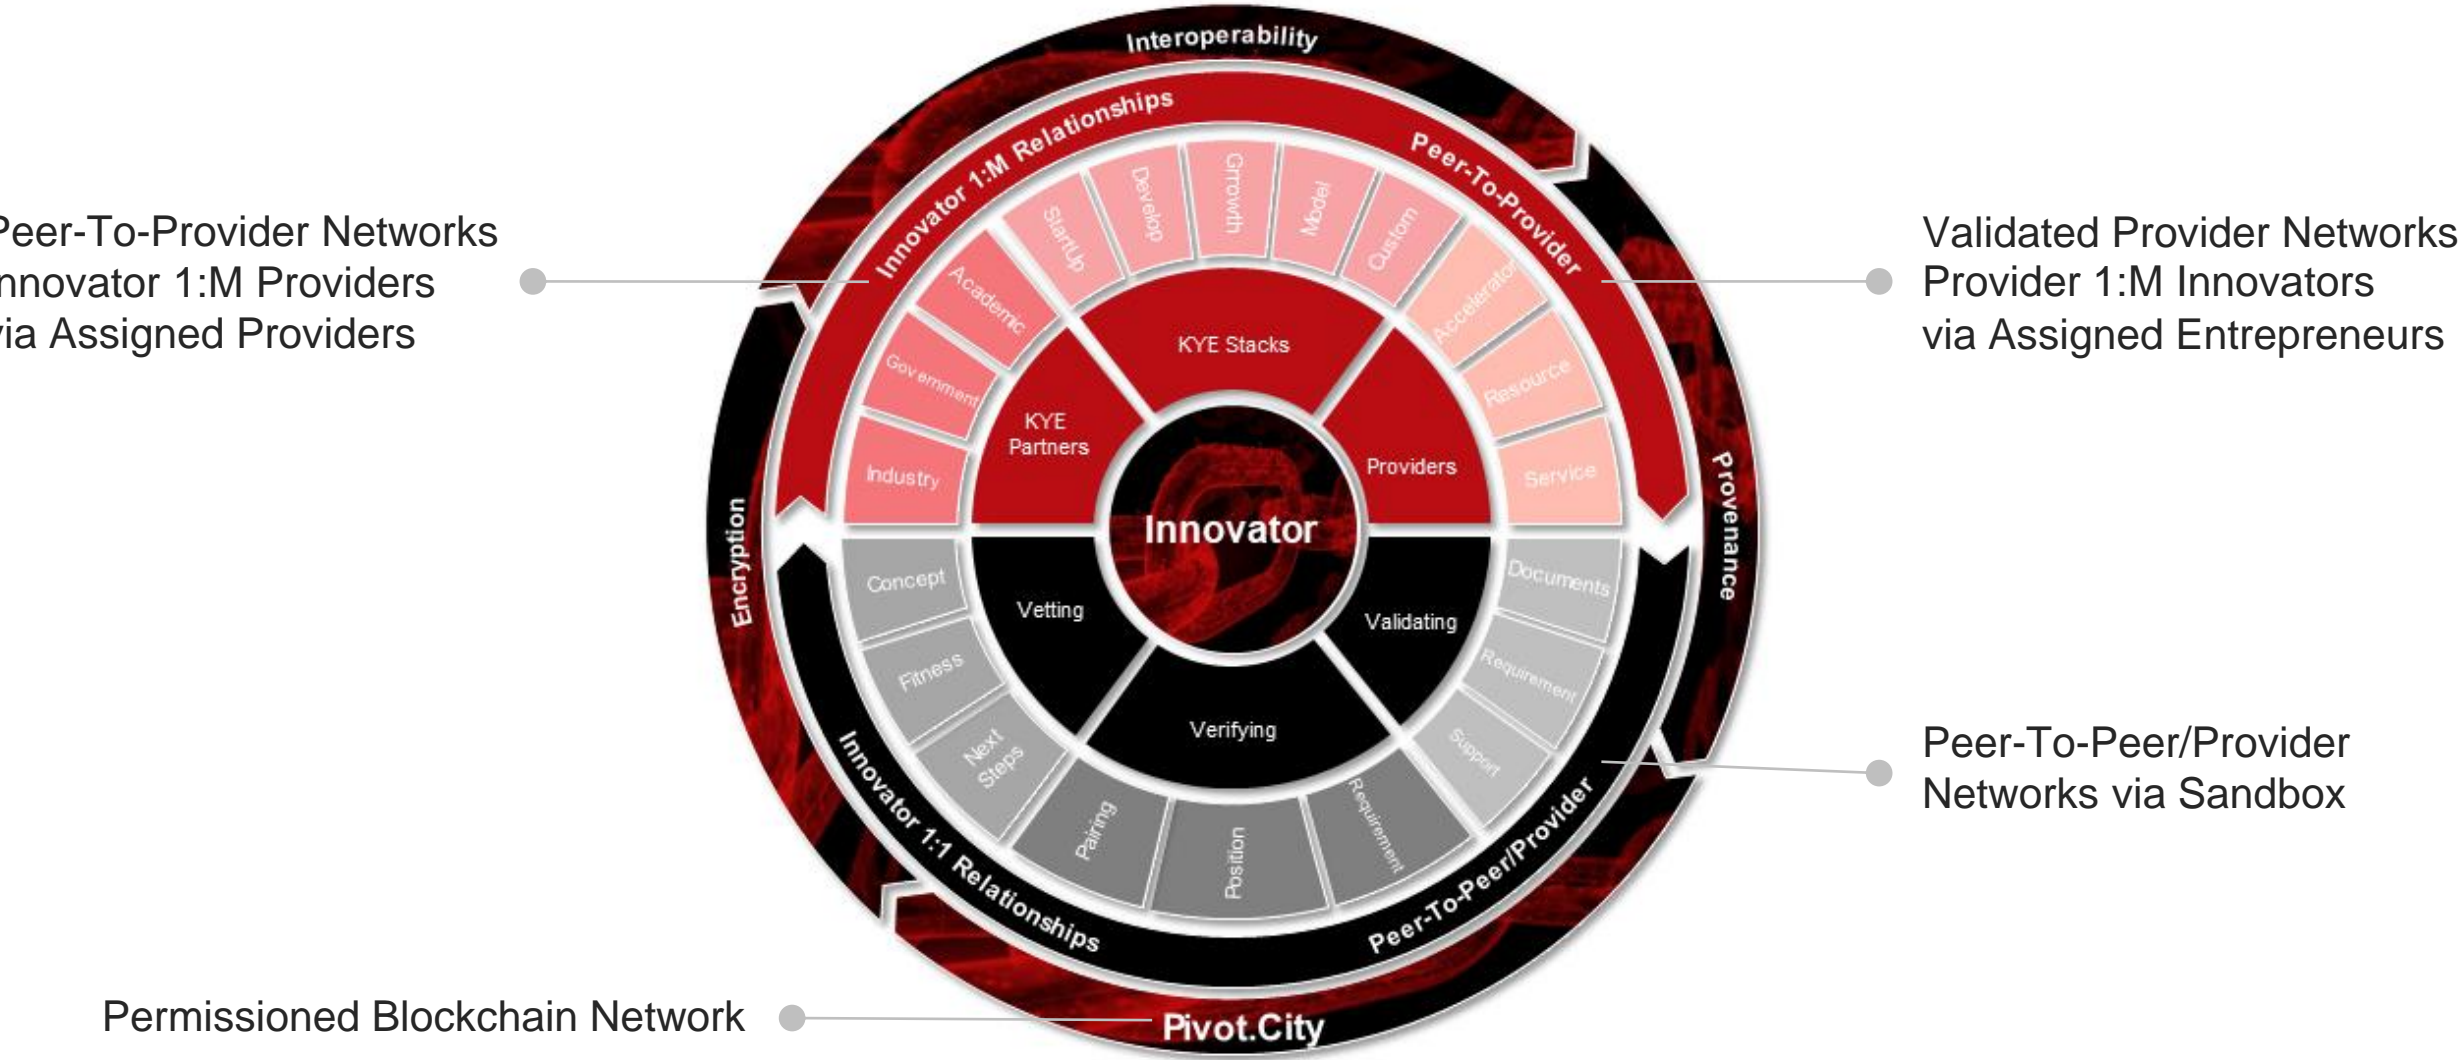 Interoperability
Innovator 1:M Relationships
Peer-To-Provider
StartUp
Develop
Grrowth
Model
Custom
Academic
Government
Industry
Accelerator
Resource
Service
KYE Stacks
KYE
Partners
Providers
Innovator
Encryption
Provenance
Peer-To-Provider Networks
Innovator 1:M Providers
via Assigned Providers
Validated Provider Networks
Provider 1:M Innovators
via Assigned Entrepreneurs
Concept
Fitness
Next
Steps
Vetting
Validating
Verifying
Documents
Requirement
Support
Pairing
Position
Requirement
Innovator 1:1 Relationships
Peer-To-Peer/Provider
Peer-To-Peer/Provider
Networks via Sandbox
Permissioned Blockchain Network
Pivot.City